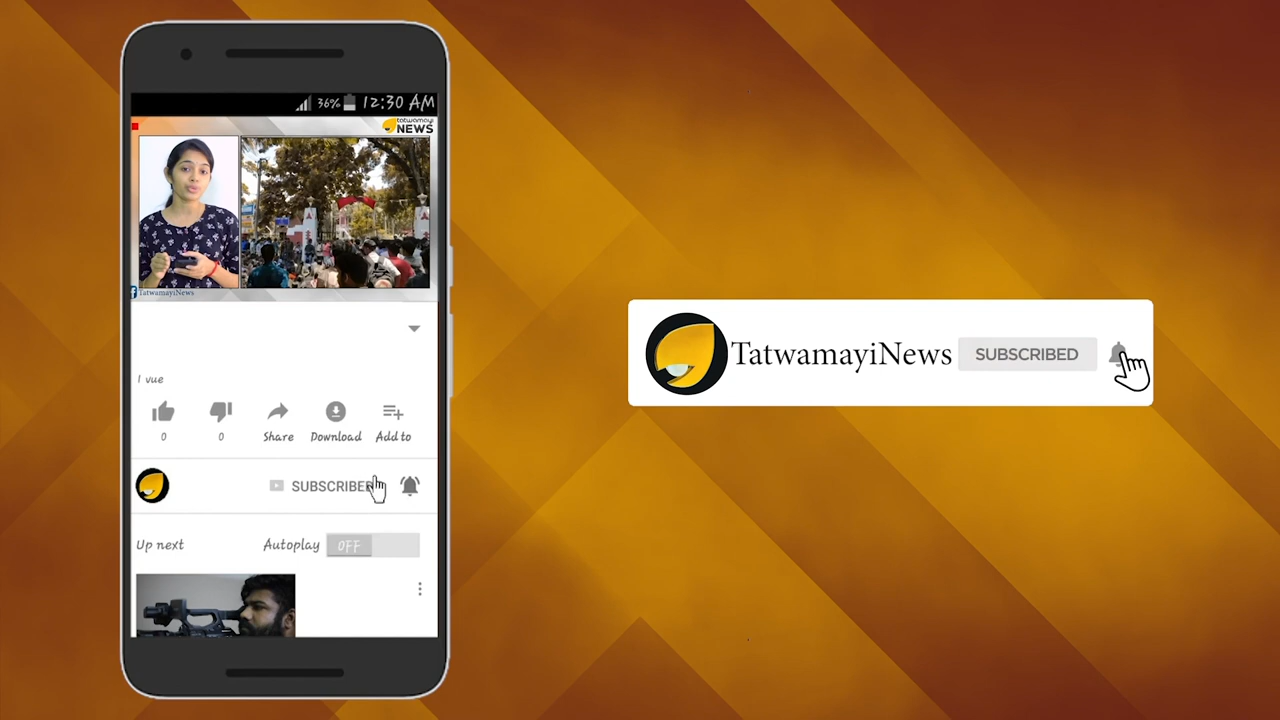 36% 12:30 AM
tatwamayi
NEWS
TatwamayiNews
1 vue
0 0 Share Download Add to
SUBSCRIBED
Up next Autoplay OFF
TatwamayiNews SUBSCRIBED